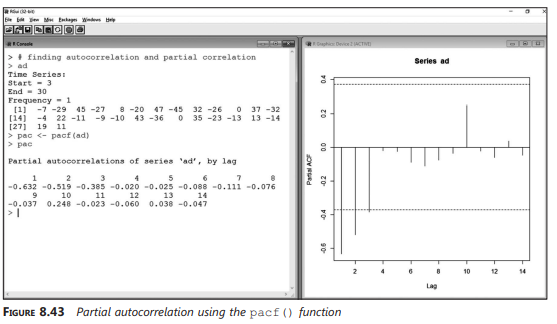 RGui (32-bit)
File Edit View Misc Packages Windows Help
R Console
> # finding autocorrelation and partial correlation
> ad
Time Series:
Start = 3
End = 30
Frequency = 1
[1] -7 -29 45 -27 8 -20 47 -45 32 -26 0 37 -32
[14] -4 22 -11 -9 -10 43 -36 0 35 -23 -13 13 -14
[27] 19 11
> pac <- pacf(ad)
> pac
Partial autocorrelations of series 'ad', by lag
1 2 3 4 5 6 7 8
-0.632 -0.519 -0.385 -0.020 -0.025 -0.088 -0.111 -0.076
9 10 11 12 13 14
-0.037 0.248 -0.023 -0.060 0.038 -0.047
>
R Graphics: Device 2 (ACTIVE)
Series ad
Partial ACF
0.4
0.2
0.0
-0.2
-0.4
-0.6
2 4 6 8 10 12 14
Lag
FIGURE 8.43 Partial autocorrelation using the pacf() function